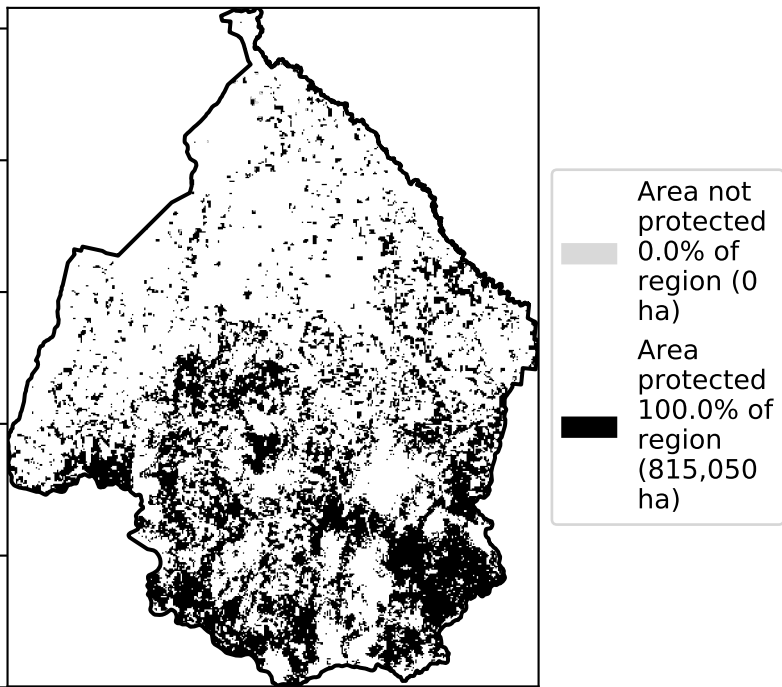 Area not
protected
0.0% of
region (0
ha)
Area
protected
100.0% of
region
(815,050
ha)